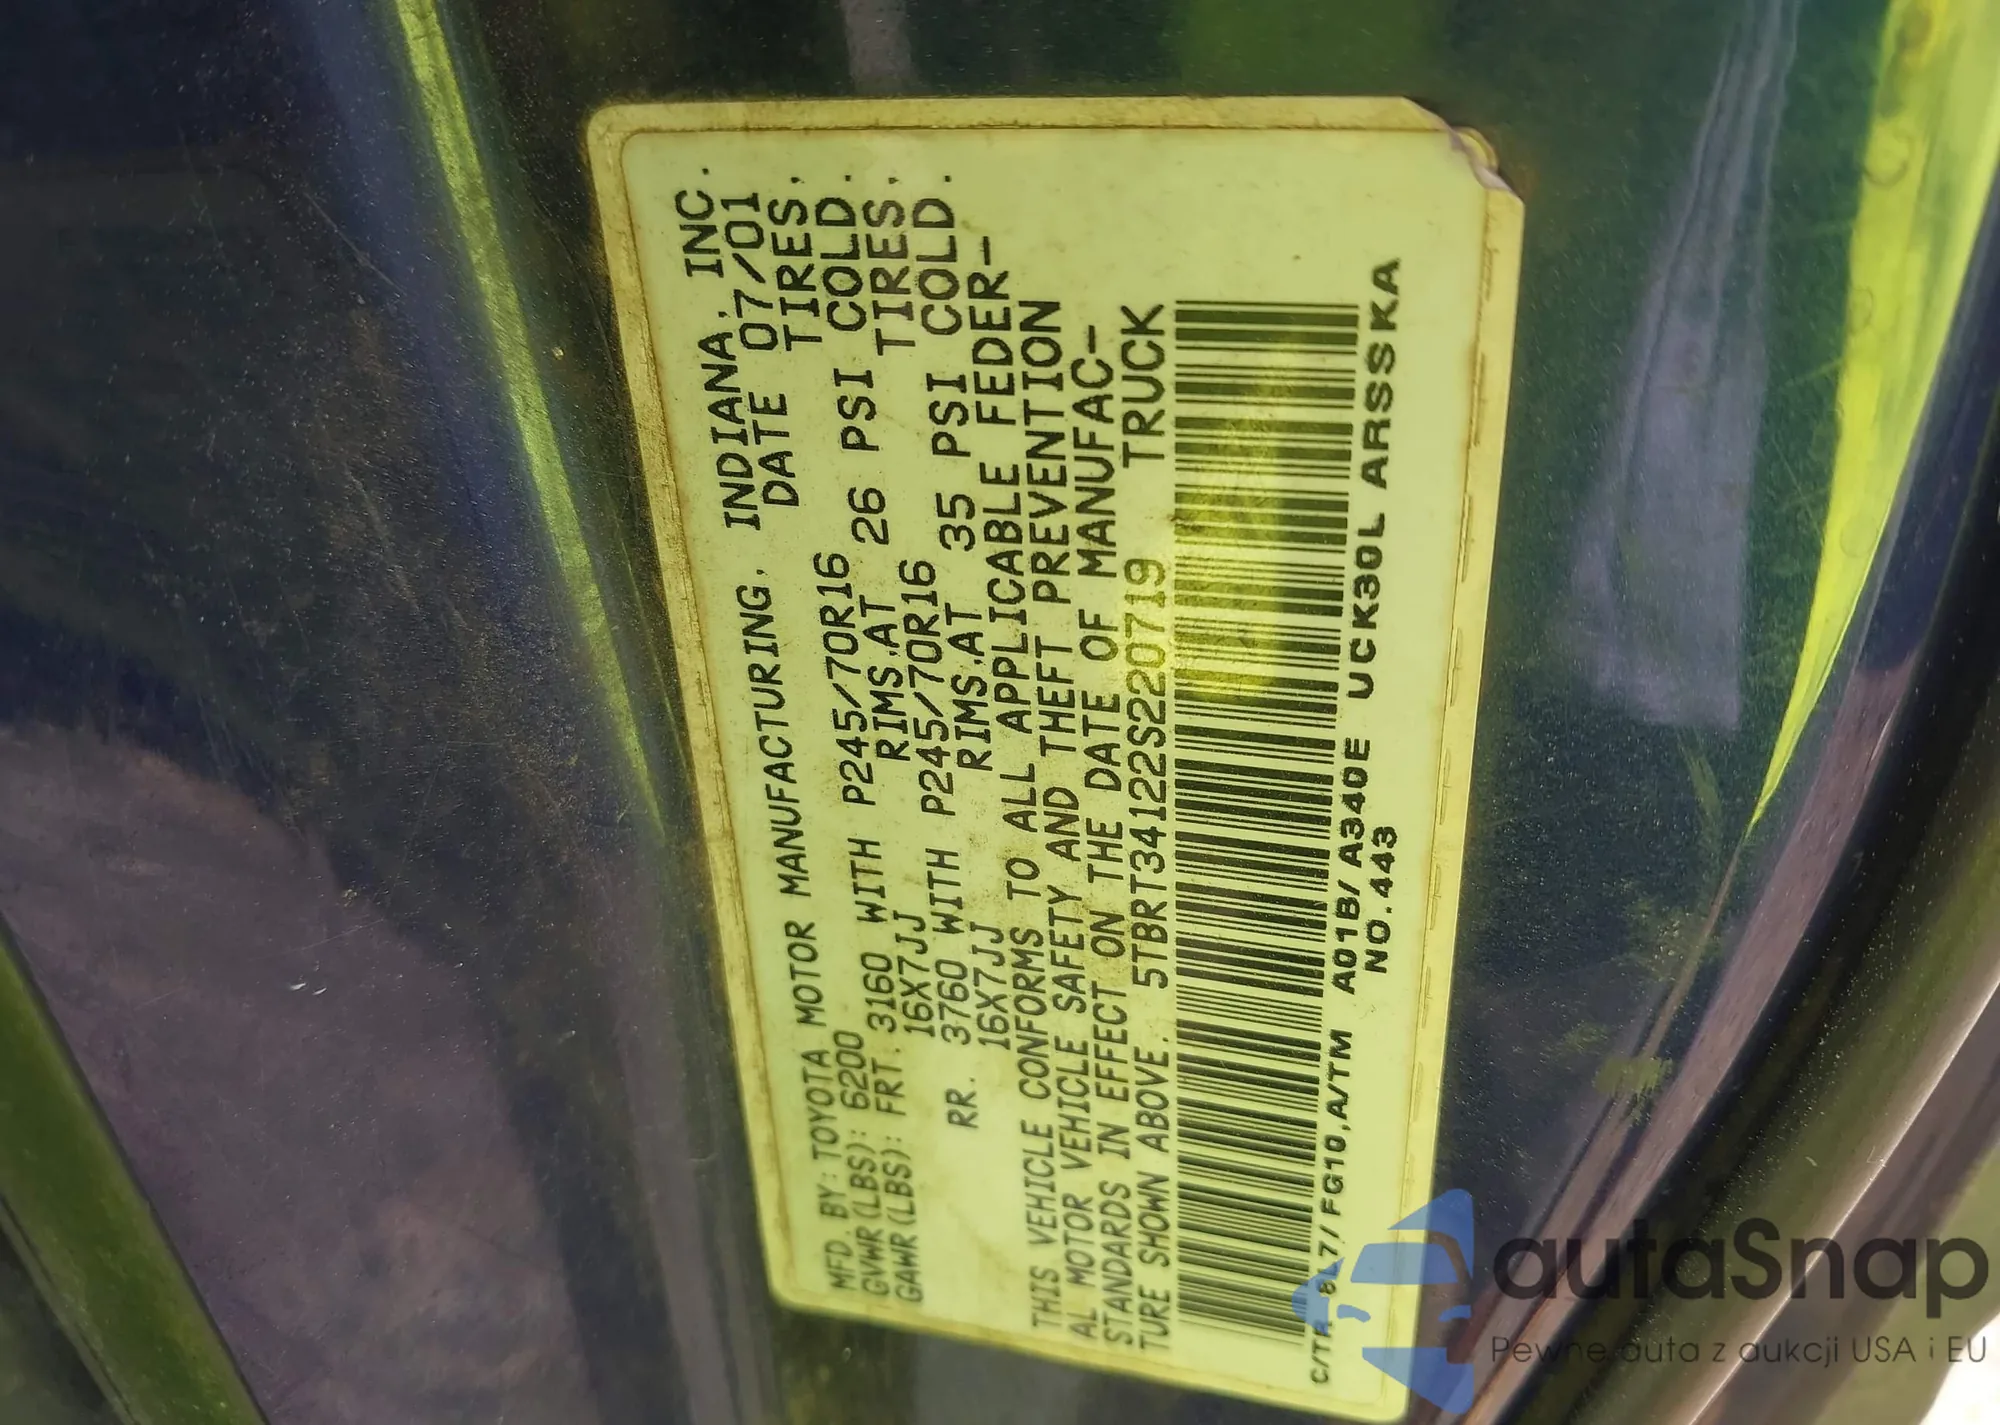 MFD. BY: TOYOTA MOTOR MANUFACTURING, INDIANA, INC.
GVWR(LBS): 6200 DATE 07/01
GAWR(LBS): FRT. 3160 WITH P245/70R16 TIRES,
16X7JJ RIMS.AT 26 PSI COLD.
RR. 3760 WITH P245/70R16 TIRES,
16X7JJ RIMS.AT 35 PSI COLD.
THIS VEHICLE CONFORMS TO ALL APPLICABLE FEDER-
AL MOTOR VEHICLE SAFETY AND THEFT PREVENTION
STANDARDS IN EFFECT ON THE DATE OF MANUFAC-
TURE SHOWN ABOVE. 5TBRT34122S220719 TRUCK
C/TR 8L7/FG10,A/TM A01B/A340E UCK30L ARSSKA
NO.443
autaSnap
Pewne auta z aukcji USA i EU